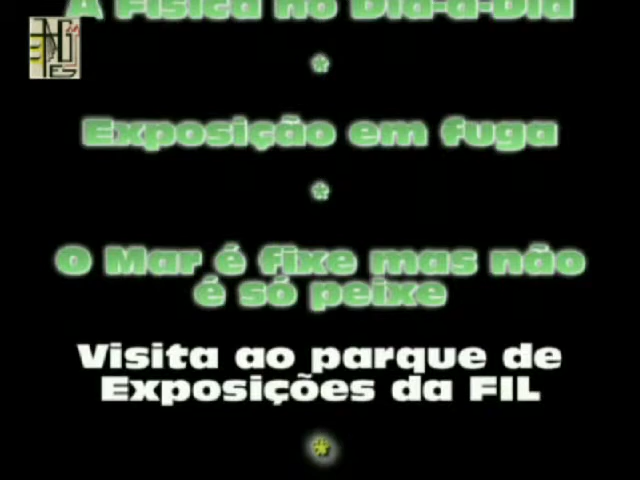 A Física no Dia-a-Dia
*
Exposição em fuga
*
O Mar é fixe mas não
é só peixe
Visita ao parque de
Exposições da FIL
*